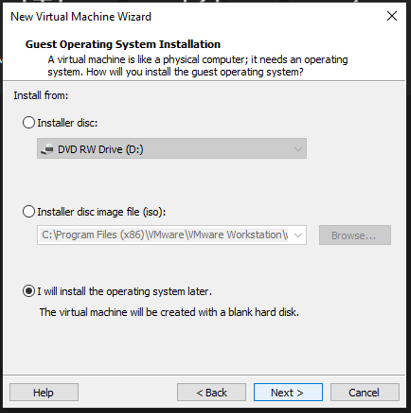 New Virtual Machine Wizard
Guest Operating System Installation
A virtual machine is like a physical computer; it needs an operating
system. How will you install the guest operating system?
Install from:
Installer disc:
DVD RW Drive (D:)
Installer disc image file (iso):
C:\Program Files (x86)\VMware\VMware Workstation\
Browse...
I will install the operating system later.
The virtual machine will be created with a blank hard disk.
Help
< Back
Next >
Cancel